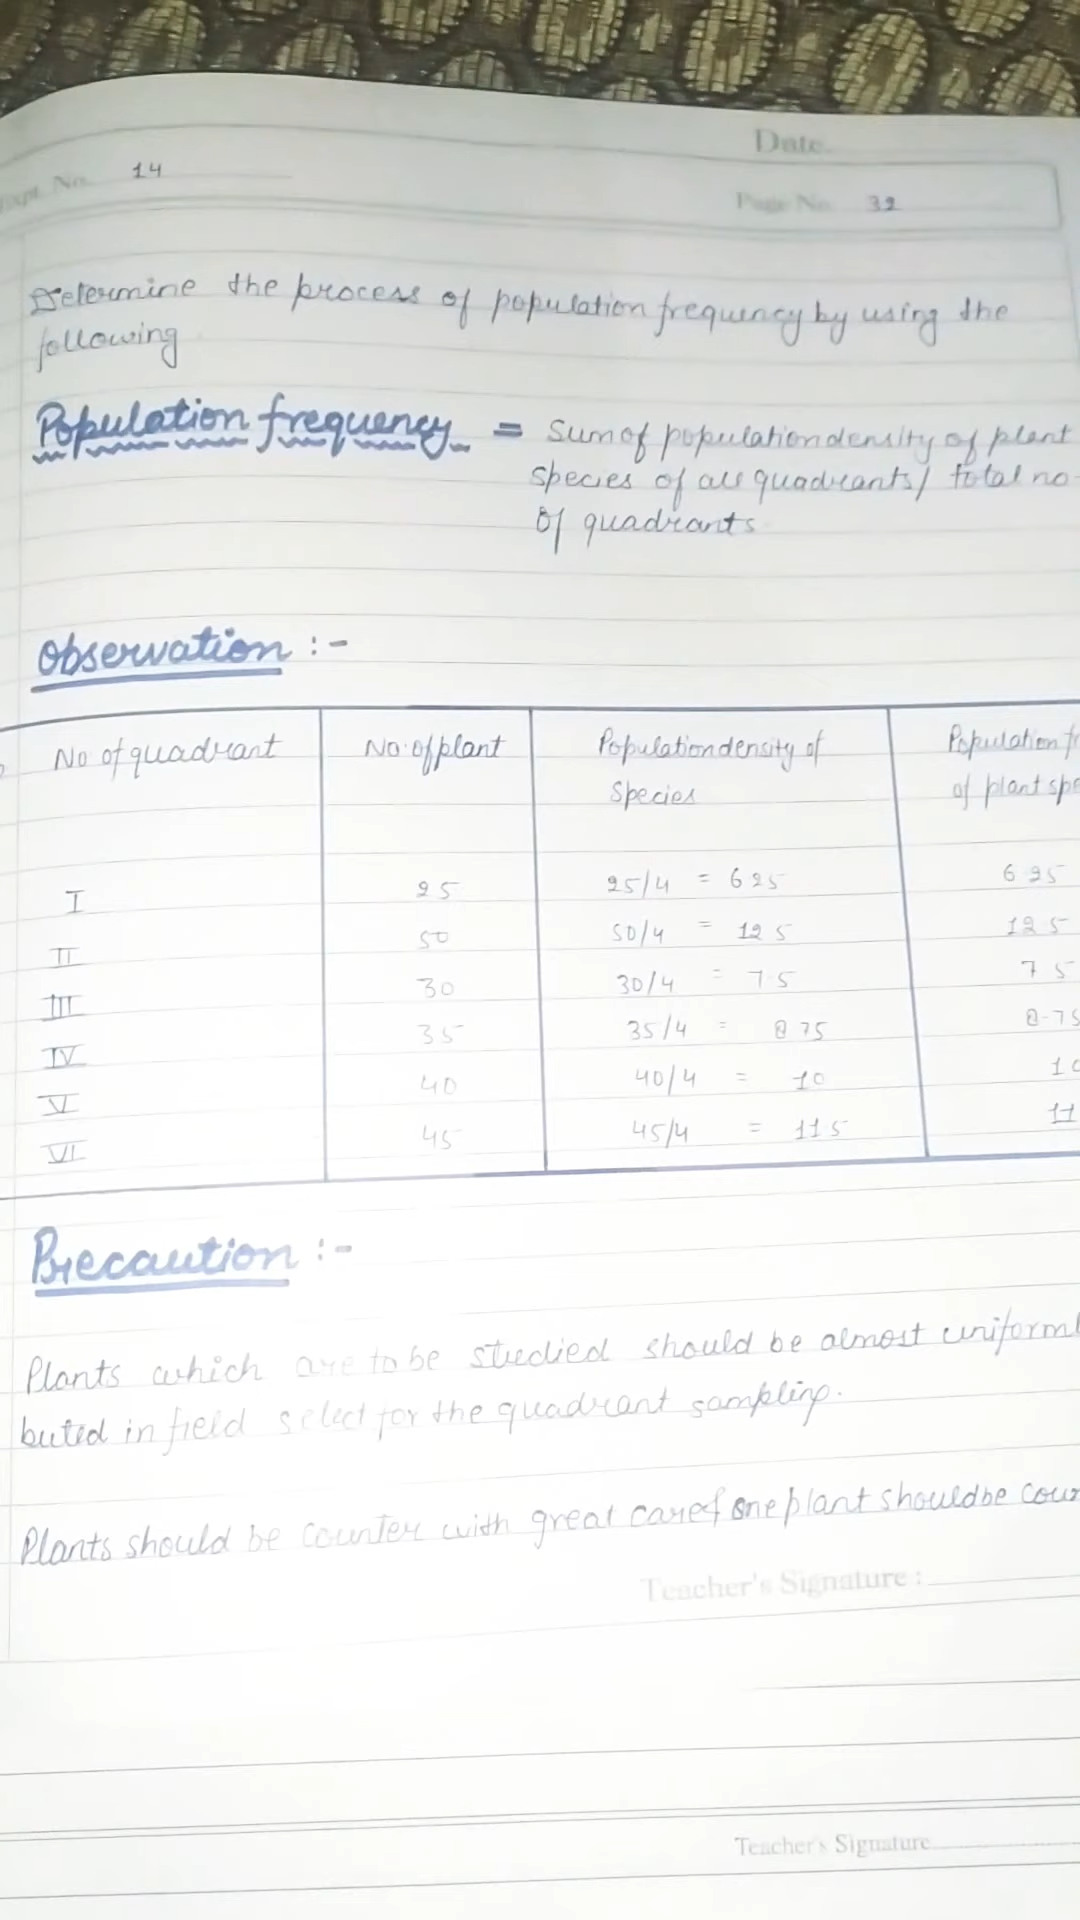 Date
Expt. No. 14
Page No. 32
Determine the process of population frequency by using the
following
Population frequency = Sum of population density of plant
species of all quadrants / total no.
of quadrants
Observation :-
No of quadrant No. of plant Population density of Species Population fr
of plant spe
I 25 25/4 = 6 25 6 25
II 50 50/4 = 12 5 12 5
III 30 30/4 = 7 5 7 5
IV 35 35/4 = 8 75 8.75
V 40 40/4 = 10 10
VI 45 45/4 = 11 5 11
Precaution :-
Plants which are to be studied should be almost uniforml
buted in field select for the quadrant sampling.
Plants should be counter with great care of one plant should be coun
Teacher's Signature :
Teacher's Signature